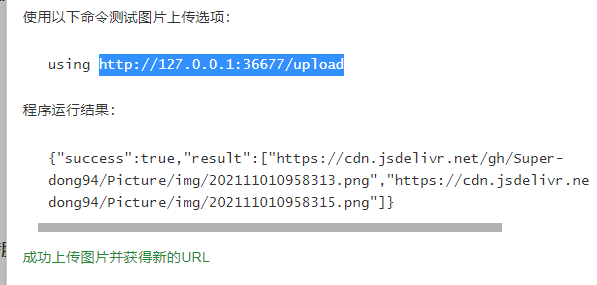 使用以下命令测试图片上传选项：
using http://127.0.0.1:36677/upload
程序运行结果：
{"success":true,"result":["https://cdn.jsdelivr.net/gh/Super-
dong94/Picture/img/202111010958313.png","https://cdn.jsdelivr.ne
dong94/Picture/img/202111010958315.png"]}
成功上传图片并获得新的URL